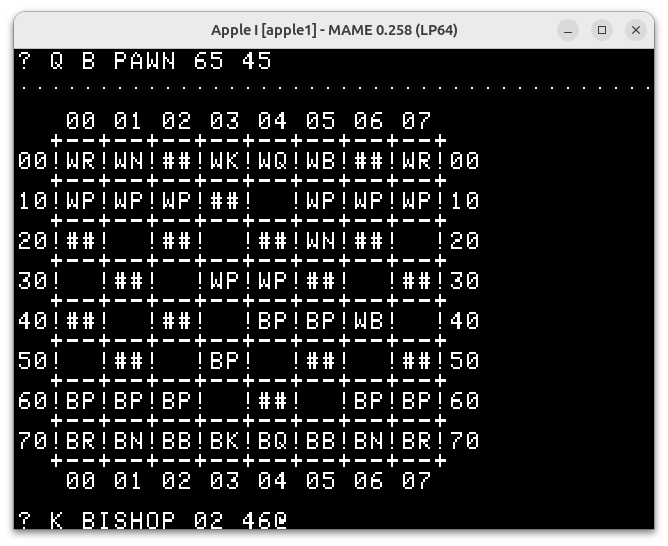 Apple I [apple1] - MAME 0.258 (LP64)
? Q B PAWN 65 45
........................................
   00 01 02 03 04 05 06 07
  +--+--+--+--+--+--+--+--+
00!WR!WN!##!WK!WQ!WB!##!WR!00
  +--+--+--+--+--+--+--+--+
10!WP!WP!WP!##!  !WP!WP!WP!10
  +--+--+--+--+--+--+--+--+
20!##!  !##!  !##!WN!##!  !20
  +--+--+--+--+--+--+--+--+
30!  !##!  !WP!WP!##!  !##!30
  +--+--+--+--+--+--+--+--+
40!##!  !##!  !BP!BP!WB!  !40
  +--+--+--+--+--+--+--+--+
50!  !##!  !BP!  !##!  !##!50
  +--+--+--+--+--+--+--+--+
60!BP!BP!BP!  !##!  !BP!BP!60
  +--+--+--+--+--+--+--+--+
70!BR!BN!BB!BK!BQ!BB!BN!BR!70
  +--+--+--+--+--+--+--+--+
   00 01 02 03 04 05 06 07
? K BISHOP 02 46@